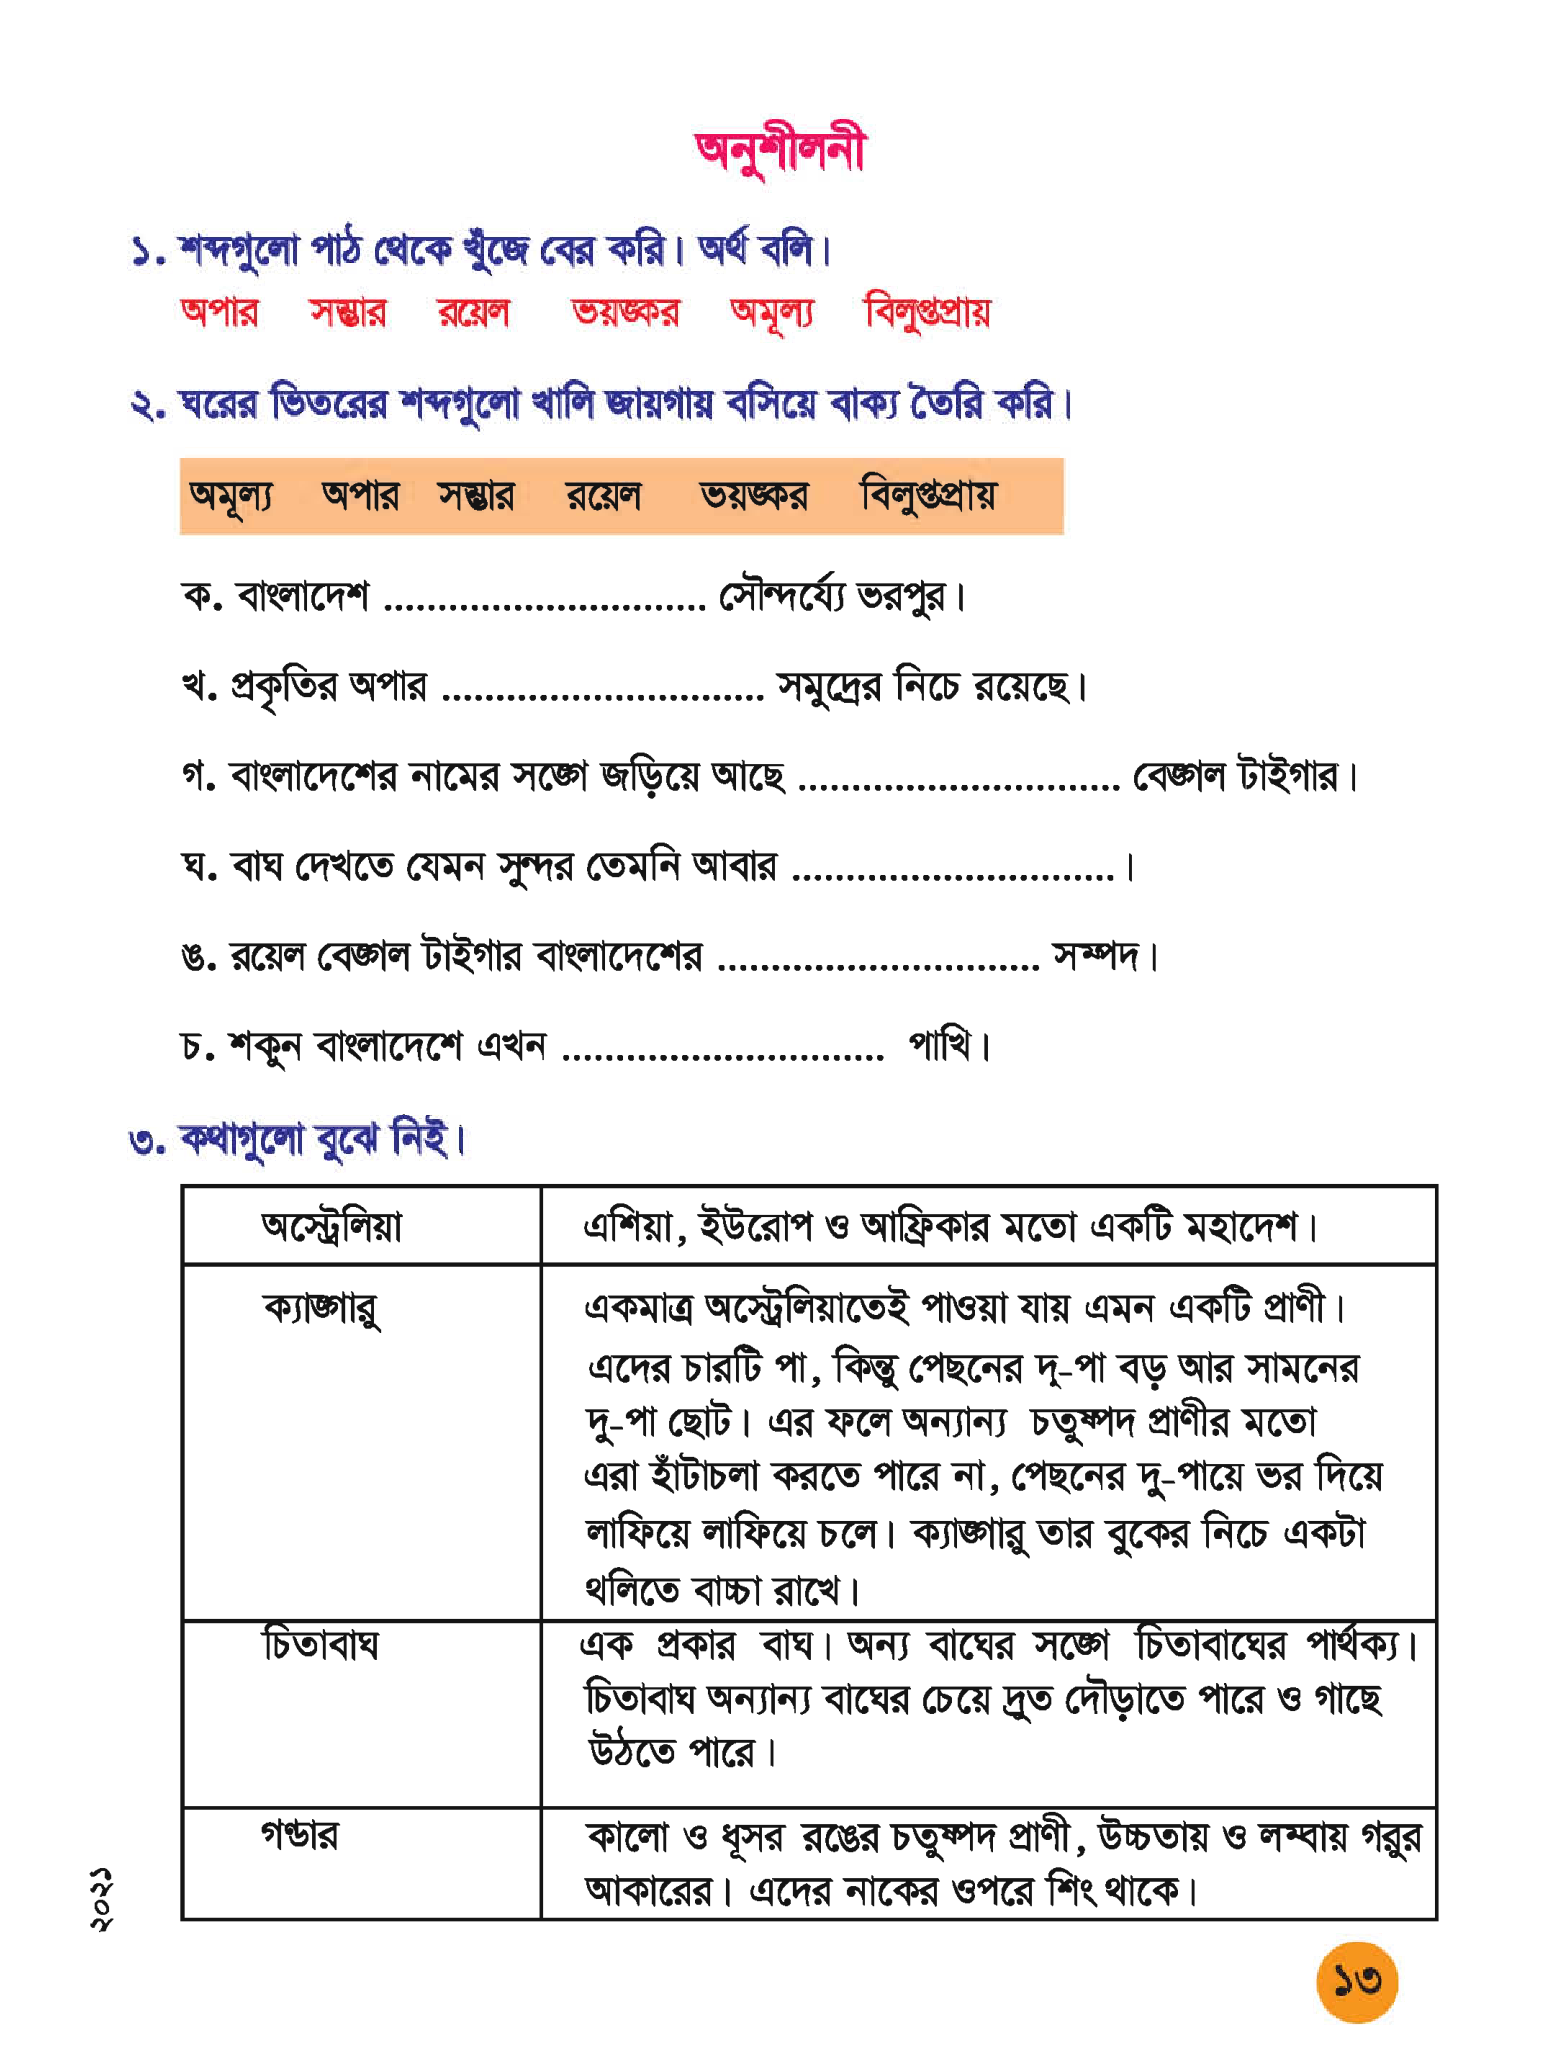 অনুশীলনী
১. শব্দগুলো পাঠ থেকে খুঁজে বের করি। অর্থ বলি।
অপার সম্ভার রয়েল ভয়ঙ্কর অমূল্য বিলুপ্তপ্রায়
২. ঘরের ভিতরের শব্দগুলো খালি জায়গায় বসিয়ে বাক্য তৈরি করি।
অমূল্য অপার সম্ভার রয়েল ভয়ঙ্কর বিলুপ্তপ্রায়
ক. বাংলাদেশ .............................. সৌন্দর্য্যে ভরপুর।
খ. প্রকৃতির অপার .............................. সমুদ্রের নিচে রয়েছে।
গ. বাংলাদেশের নামের সঙ্গে জড়িয়ে আছে .............................. বেঙ্গল টাইগার।
ঘ. বাঘ দেখতে যেমন সুন্দর তেমনি আবার ..............................।
ঙ. রয়েল বেঙ্গল টাইগার বাংলাদেশের .............................. সম্পদ।
চ. শকুন বাংলাদেশে এখন .............................. পাখি।
৩. কথাগুলো বুঝে নিই।
অস্ট্রেলিয়া এশিয়া, ইউরোপ ও আফ্রিকার মতো একটি মহাদেশ।
ক্যাঙ্গারু একমাত্র অস্ট্রেলিয়াতেই পাওয়া যায় এমন একটি প্রাণী।
এদের চারটি পা, কিন্তু পেছনের দু-পা বড় আর সামনের
দু-পা ছোট। এর ফলে অন্যান্য চতুষ্পদ প্রাণীর মতো
এরা হাঁটাচলা করতে পারে না, পেছনের দু-পায়ে ভর দিয়ে
লাফিয়ে লাফিয়ে চলে। ক্যাঙ্গারু তার বুকের নিচে একটা
থলিতে বাচ্চা রাখে।
চিতাবাঘ এক প্রকার বাঘ। অন্য বাঘের সঙ্গে চিতাবাঘের পার্থক্য।
চিতাবাঘ অন্যান্য বাঘের চেয়ে দ্রুত দৌড়াতে পারে ও গাছে
উঠতে পারে।
গণ্ডার কালো ও ধূসর রঙের চতুষ্পদ প্রাণী, উচ্চতায় ও লম্বায় গরুর
আকারের। এদের নাকের ওপরে শিং থাকে।
২০২১
১৩